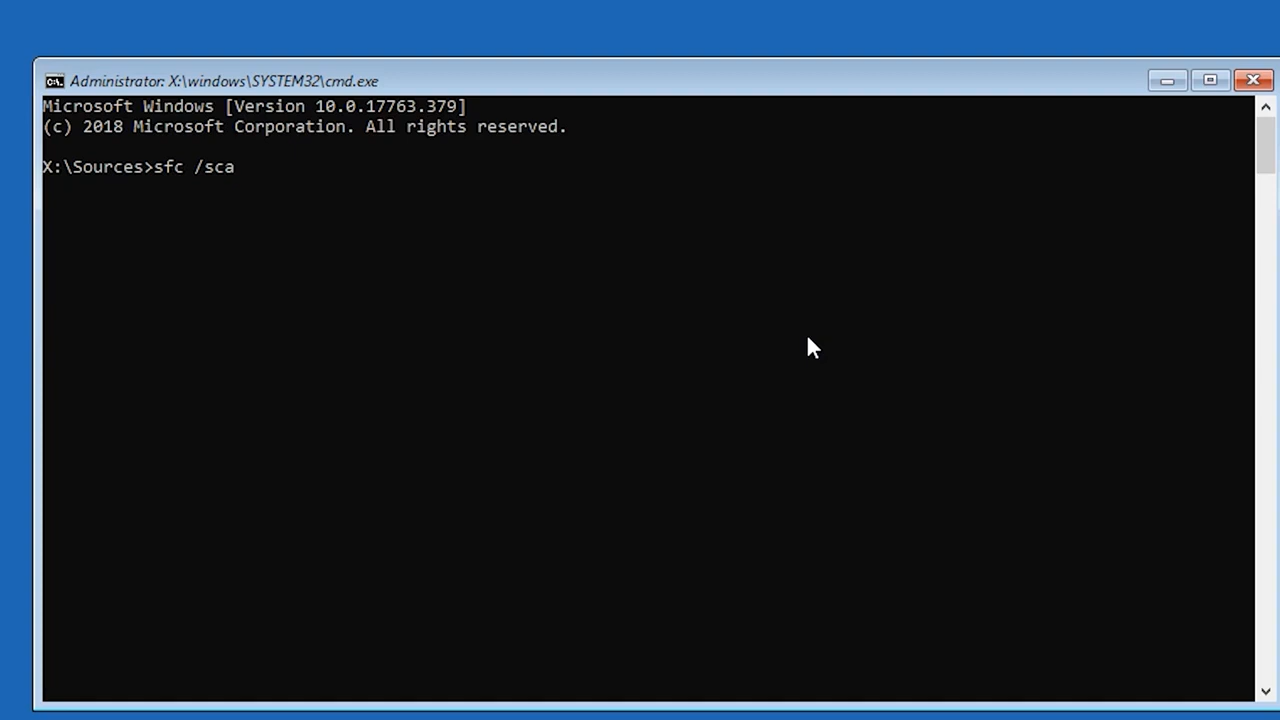 Administrator: X:\windows\SYSTEM32\cmd.exe
Microsoft Windows [Version 10.0.17763.379]
(c) 2018 Microsoft Corporation. All rights reserved.
X:\Sources>sfc /sca